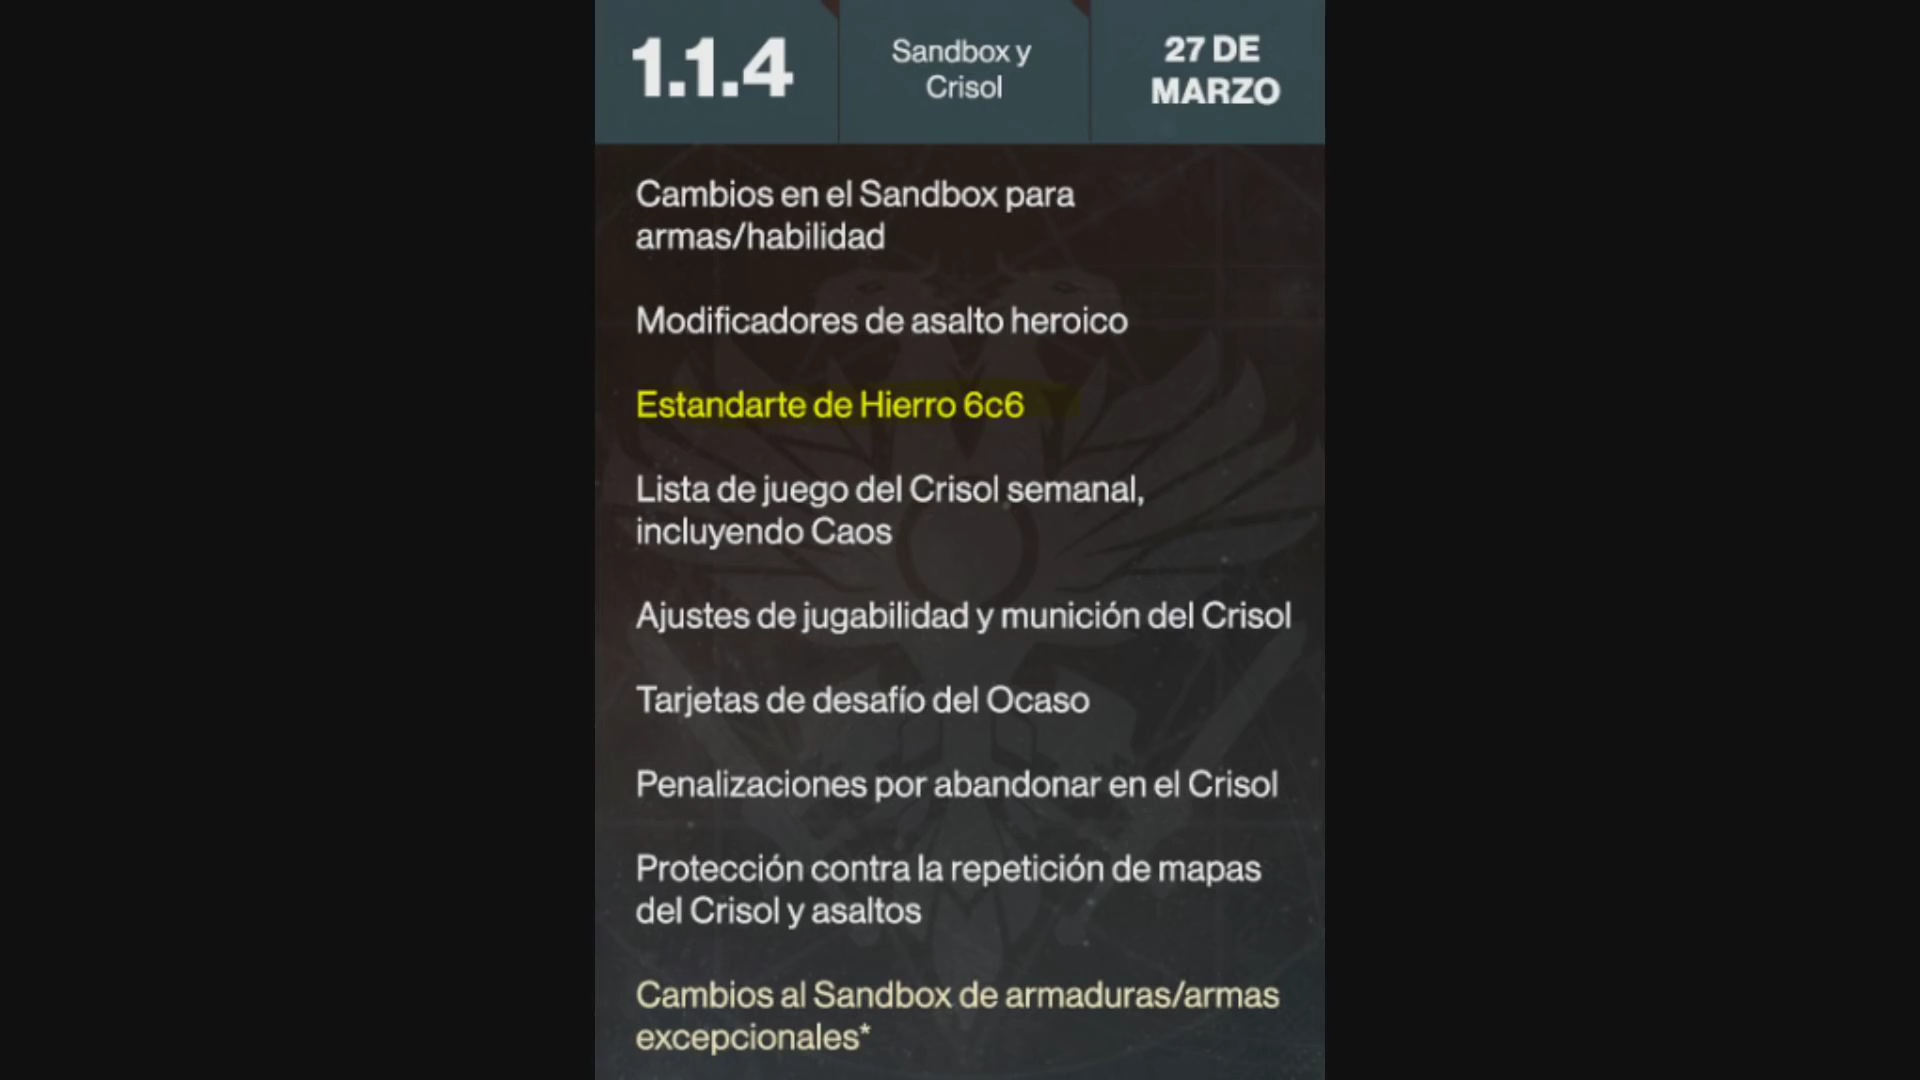 1.1.4
Sandbox y
Crisol
27 DE
MARZO
Cambios en el Sandbox para
armas/habilidad
Modificadores de asalto heroico
Estandarte de Hierro 6c6
Lista de juego del Crisol semanal,
incluyendo Caos
Ajustes de jugabilidad y munición del Crisol
Tarjetas de desafío del Ocaso
Penalizaciones por abandonar en el Crisol
Protección contra la repetición de mapas
del Crisol y asaltos
Cambios al Sandbox de armaduras/armas
excepcionales*